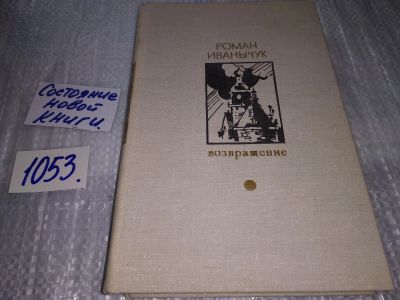 РОМАН
ИВАНЫЧУК
возвращение
Состояние
новой
книги.
1053.